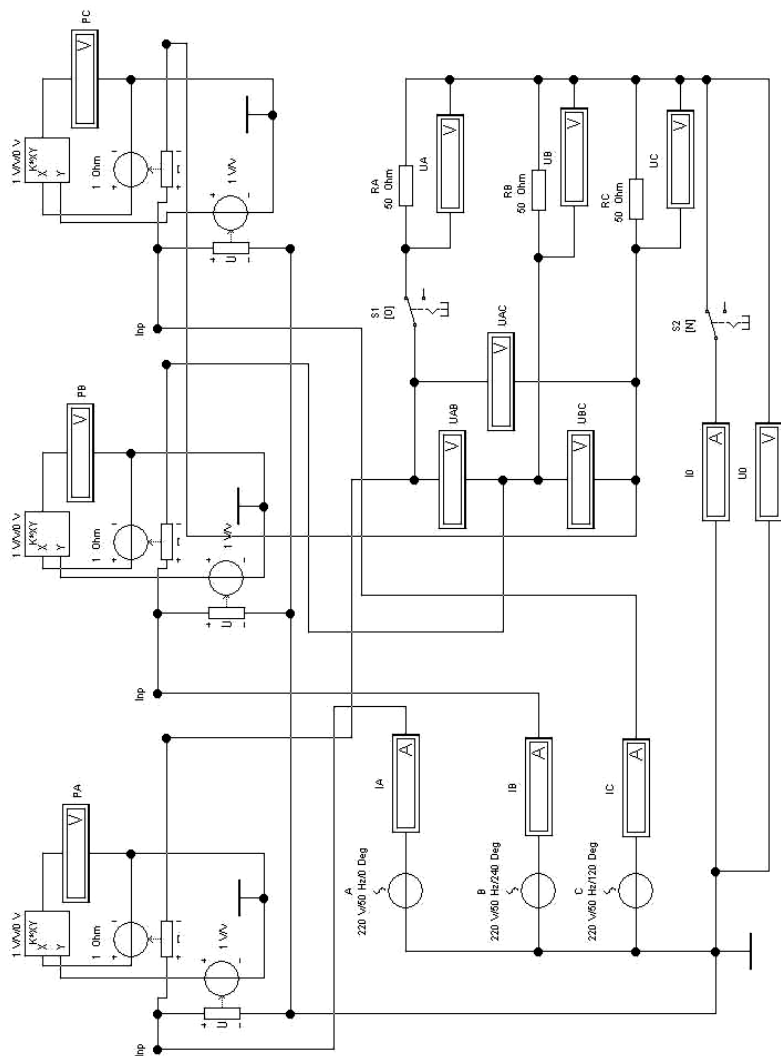 PA
PB
PC
1 V/V/0 V
K*XY
X
Y
V
1 Ohm
I
1 V/V
U
Inp
1 V/V/0 V
K*XY
X
Y
V
1 Ohm
I
1 V/V
U
Inp
1 V/V/0 V
K*XY
X
Y
V
1 Ohm
I
1 V/V
U
Inp
A
220 V/50 Hz/0 Deg
IA
A
UAB
V
UAC
V
S1
[O]
RA
50 Ohm
UA
V
B
220 V/50 Hz/240 Deg
IB
A
UBC
V
RB
50 Ohm
UB
V
C
220 V/50 Hz/120 Deg
IC
A
RC
50 Ohm
UC
V
I0
A
S2
[N]
U0
V